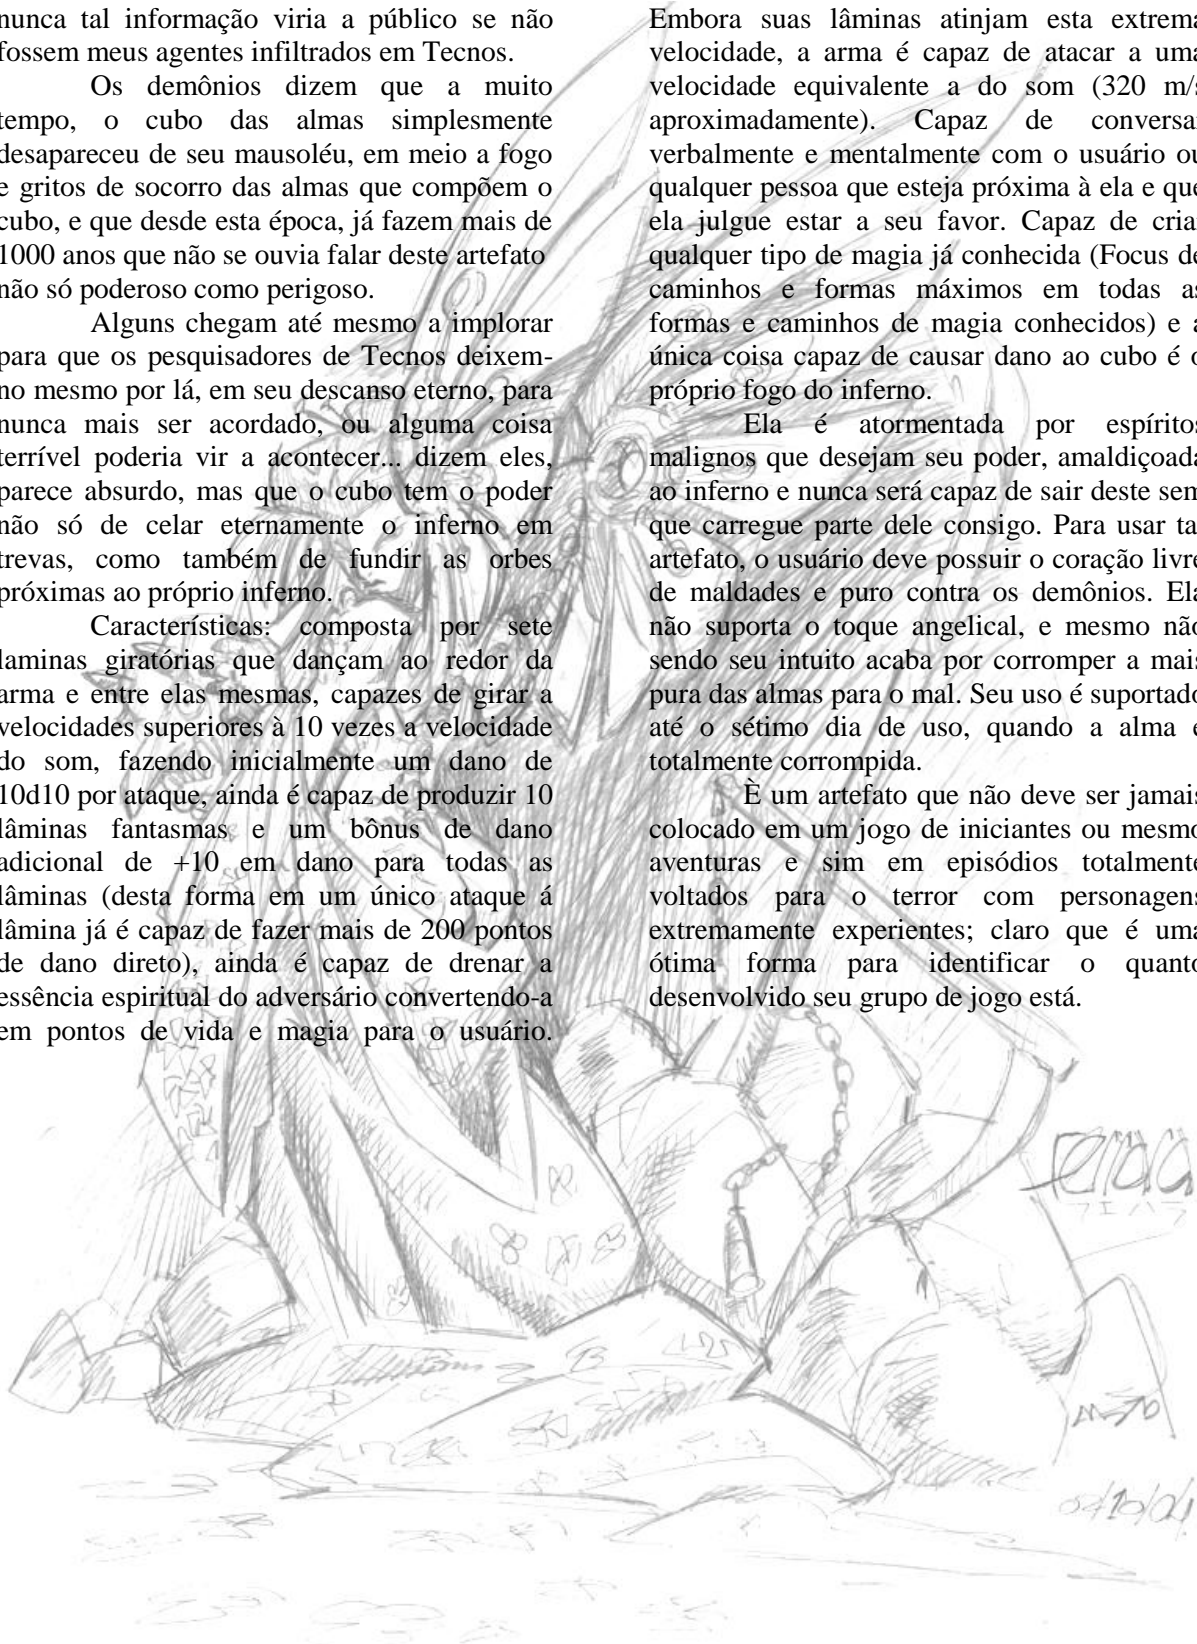 nunca tal informação viria a público se não
fossem meus agentes infiltrados em Tecnos.
Os demônios dizem que a muito
tempo, o cubo das almas simplesmente
desapareceu de seu mausoléu, em meio a fogo
e gritos de socorro das almas que compõem o
cubo, e que desde esta época, já fazem mais de
1000 anos que não se ouvia falar deste artefato
não só poderoso como perigoso.
Alguns chegam até mesmo a implorar
para que os pesquisadores de Tecnos deixem-
no mesmo por lá, em seu descanso eterno, para
nunca mais ser acordado, ou alguma coisa
terrível poderia vir a acontecer... dizem eles,
parece absurdo, mas que o cubo tem o poder
não só de celar eternamente o inferno em
trevas, como também de fundir as orbes
próximas ao próprio inferno.
Características: composta por sete
laminas giratórias que dançam ao redor da
arma e entre elas mesmas, capazes de girar a
velocidades superiores à 10 vezes a velocidade
do som, fazendo inicialmente um dano de
10d10 por ataque, ainda é capaz de produzir 10
lâminas fantasmas e um bônus de dano
adicional de +10 em dano para todas as
lâminas (desta forma em um único ataque á
lâmina já é capaz de fazer mais de 200 pontos
de dano direto), ainda é capaz de drenar a
essência espiritual do adversário convertendo-a
em pontos de vida e magia para o usuário.
Embora suas lâminas atinjam esta extrema
velocidade, a arma é capaz de atacar a uma
velocidade equivalente a do som (320 m/s
aproximadamente). Capaz de conversar
verbalmente e mentalmente com o usuário ou
qualquer pessoa que esteja próxima à ela e que
ela julgue estar a seu favor. Capaz de criar
qualquer tipo de magia já conhecida (Focus de
caminhos e formas máximos em todas as
formas e caminhos de magia conhecidos) e a
única coisa capaz de causar dano ao cubo é o
próprio fogo do inferno.
Ela é atormentada por espíritos
malignos que desejam seu poder, amaldiçoada
ao inferno e nunca será capaz de sair deste sem
que carregue parte dele consigo. Para usar tal
artefato, o usuário deve possuir o coração livre
de maldades e puro contra os demônios. Ela
não suporta o toque angelical, e mesmo não
sendo seu intuito acaba por corromper a mais
pura das almas para o mal. Seu uso é suportado
até o sétimo dia de uso, quando a alma é
totalmente corrompida.
È um artefato que não deve ser jamais
colocado em um jogo de iniciantes ou mesmo
aventuras e sim em episódios totalmente
voltados para o terror com personagens
extremamente experientes; claro que é uma
ótima forma para identificar o quanto
desenvolvido seu grupo de jogo está.